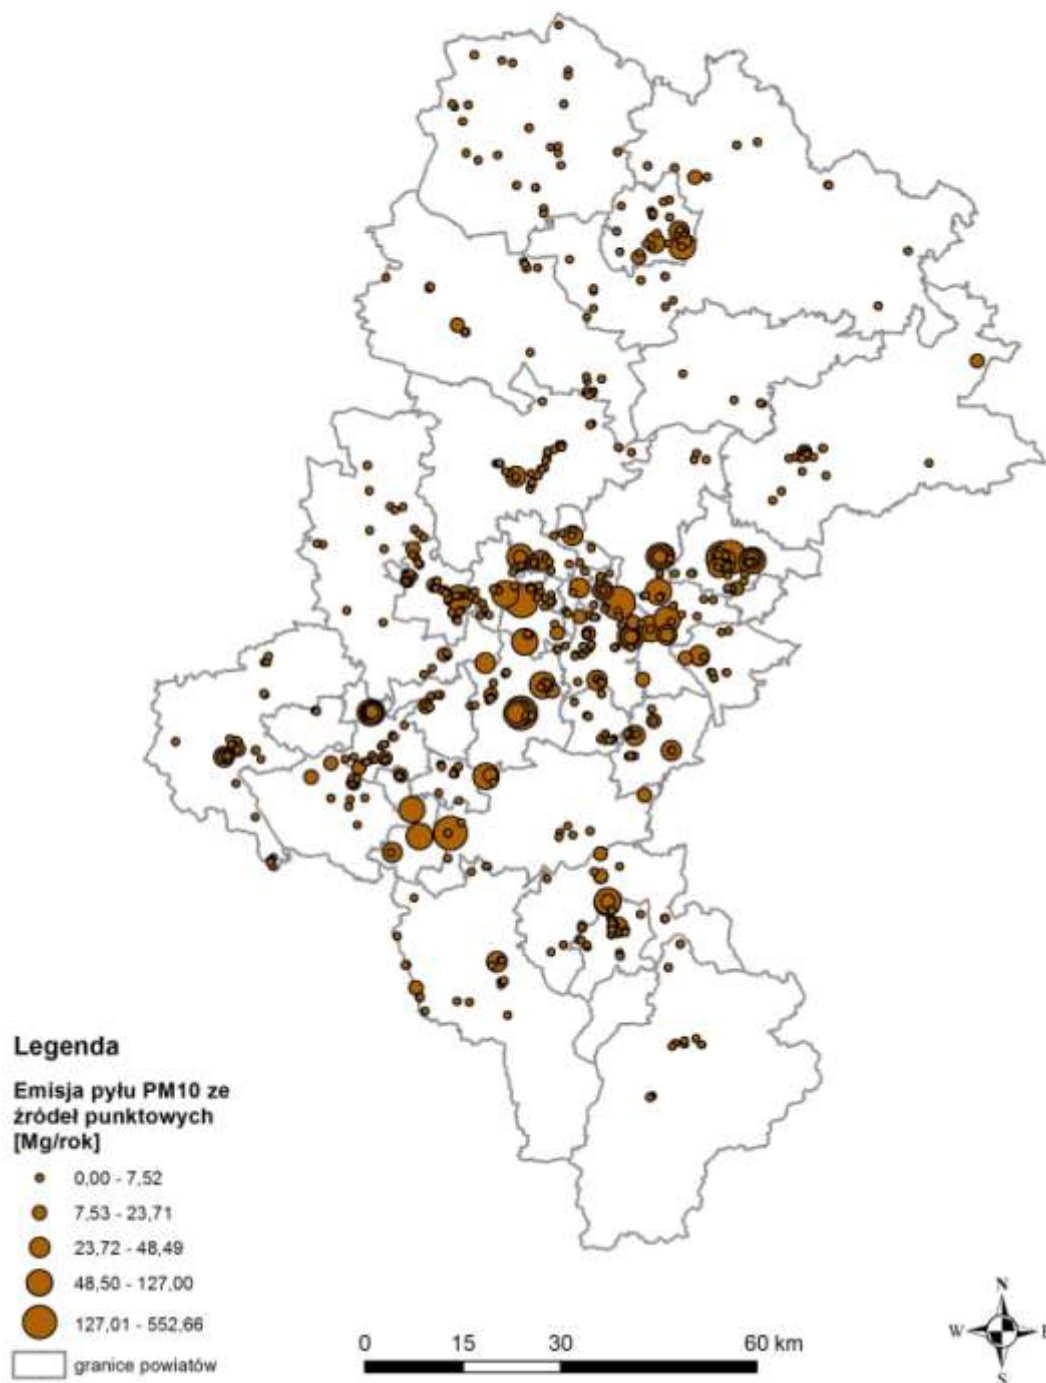 Legenda
Emisja pyłu PM10 ze
źródeł punktowych
[Mg/rok]
0,00 - 7,52
7,53 - 23,71
23,72 - 48,49
48,50 - 127,00
127,01 - 552,66
granice powiatów
0 15 30 60 km
N
W E
S